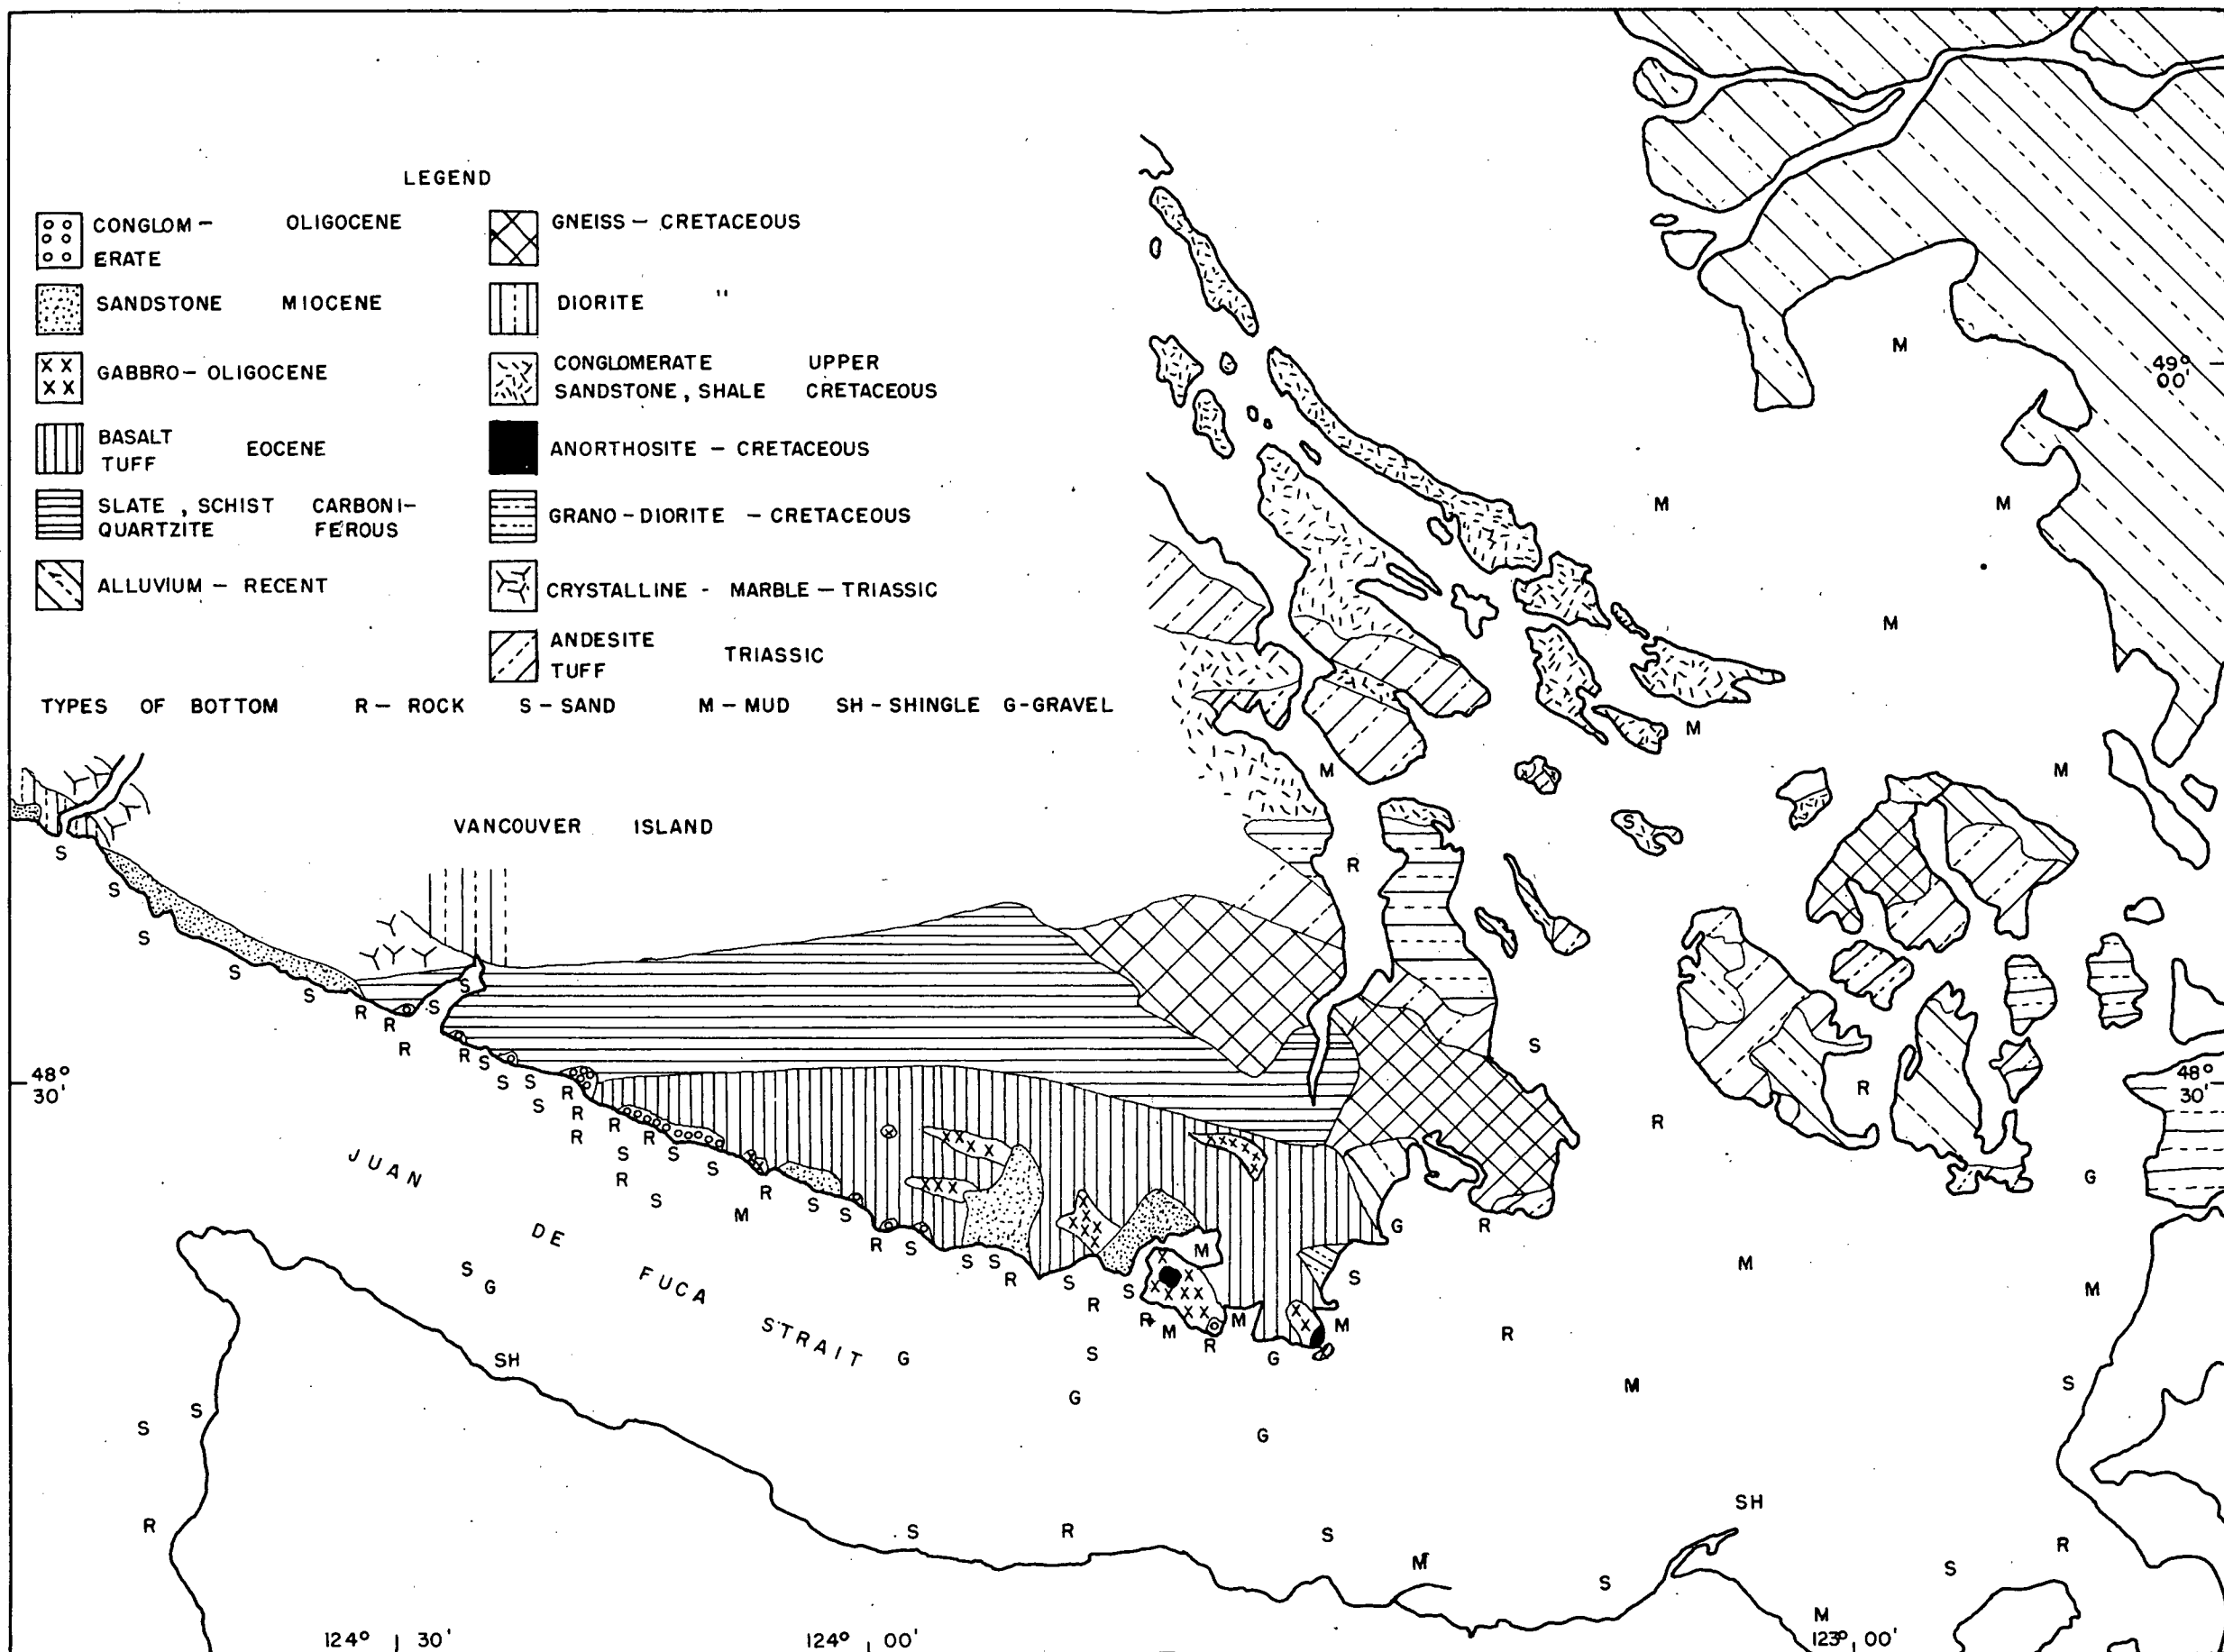 LEGEND
CONGLOM- OLIGOCENE
ERATE
SANDSTONE MIOCENE
GABBRO- OLIGOCENE
BASALT
TUFF EOCENE
SLATE, SCHIST CARBONI-
QUARTZITE FEROUS
ALLUVIUM - RECENT
GNEISS - CRETACEOUS
DIORITE "
CONGLOMERATE UPPER
SANDSTONE, SHALE CRETACEOUS
ANORTHOSITE - CRETACEOUS
GRANO-DIORITE - CRETACEOUS
CRYSTALLINE - MARBLE - TRIASSIC
ANDESITE
TUFF TRIASSIC
TYPES OF BOTTOM R- ROCK S-SAND M-MUD SH-SHINGLE G-GRAVEL
M
49°
00'
M M
M
M
M M
VANCOUVER ISLAND
S
S
R
S
S
S
S
S
S
R
R
R
R
S
S
S
S
S
48°
30'
48°
30'
R
R
R
R
R
R
R
S
S
S
R
S
M
R
S
S
R
S
S S
R
S
R
S
M
G
R
G
S
M
M
JUAN
DE
FUCA
STRAIT
S
G
R
M
R
M
G
M
S
G
G
G
R
M
SH
S
S
S
R
S
R
S
M
S
SH
S
R
M
124° 30'
124° 00'
123° 00'